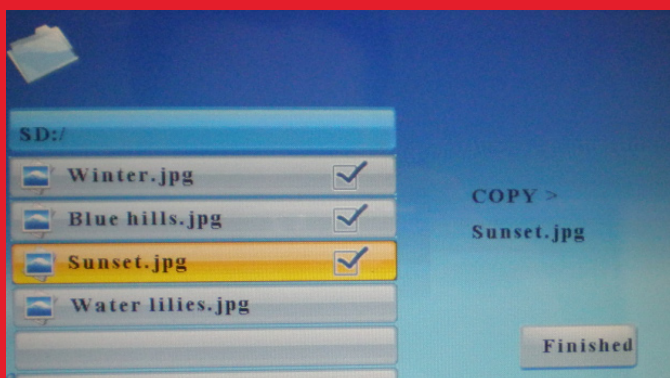 SD:/
Winter.jpg
Blue hills.jpg
Sunset.jpg
Water lilies.jpg
COPY >
Sunset.jpg
Finished